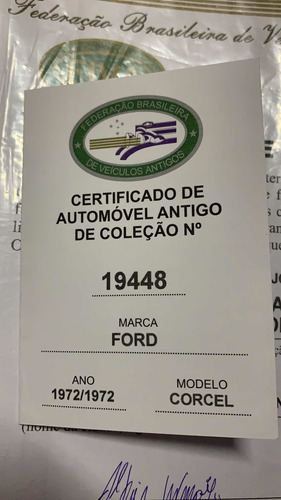 Federação Brasileira de V
FEDERAÇÃO BRASILEIRA
DE VEÍCULOS ANTIGOS
CERTIFICADO DE
AUTOMÓVEL ANTIGO
DE COLEÇÃO Nº
19448
MARCA
FORD
ANO
1972/1972
MODELO
CORCEL